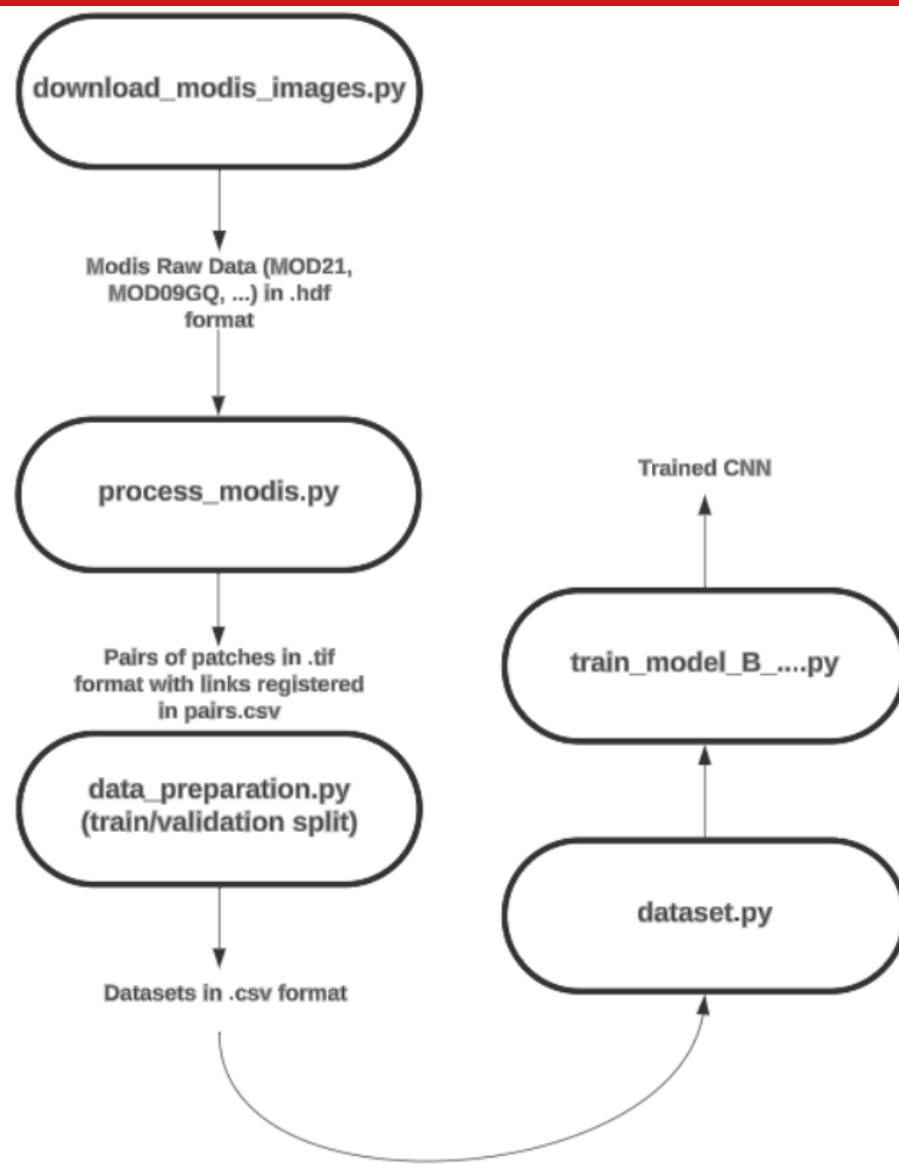 download_modis_images.py
Modis Raw Data (MOD21,
MOD09GQ, ...) in .hdf
format
process_modis.py
Pairs of patches in .tif
format with links registered
in pairs.csv
data_preparation.py
(train/validation split)
Datasets in .csv format
dataset.py
train_model_B_....py
Trained CNN